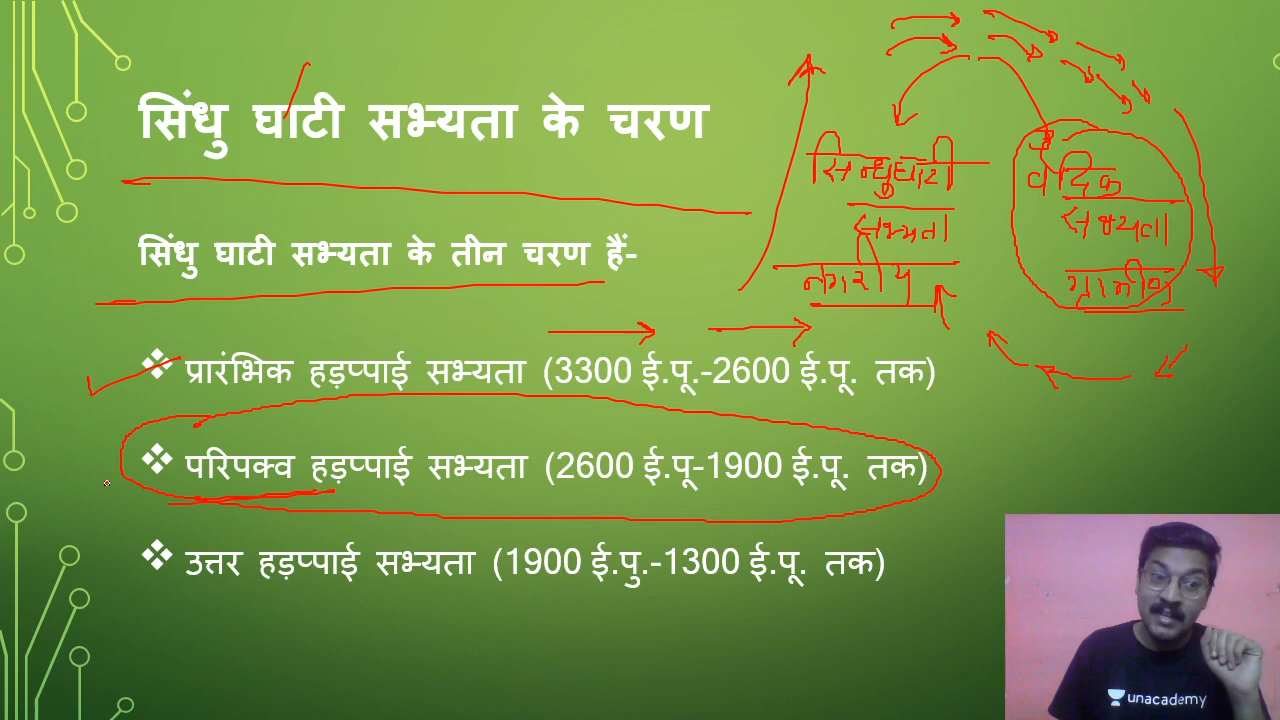 सिंधु घाटी सभ्यता के चरण
सिंधु घाटी सभ्यता के तीन चरण हैं-
❖ प्रारंभिक हड़प्पाई सभ्यता (3300 ई.पू.-2600 ई.पू. तक)
❖ परिपक्व हड़प्पाई सभ्यता (2600 ई.पू-1900 ई.पू. तक)
❖ उत्तर हड़प्पाई सभ्यता (1900 ई.पु.-1300 ई.पू. तक)
सिन्धुघाटी
सभ्यता
नगरीय
वैदिक
सभ्यता
ग्रामीण
unacademy